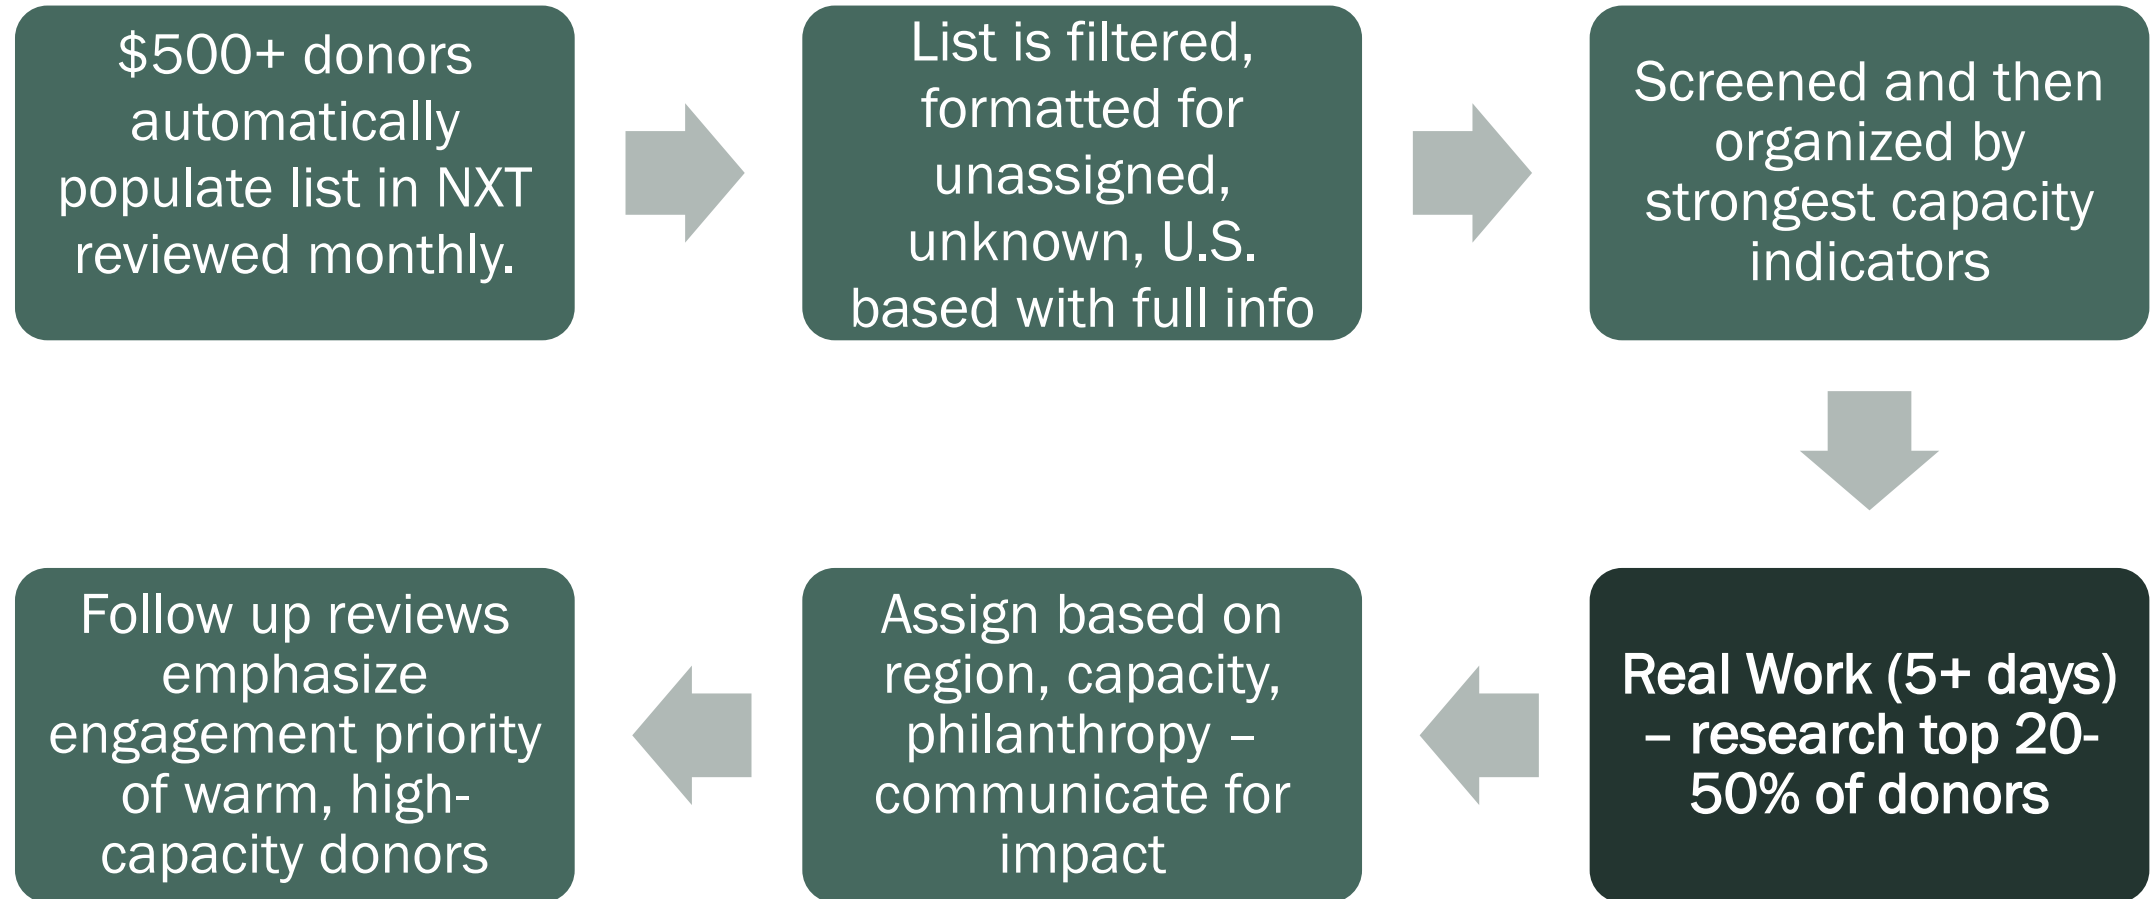 $500+ donors
automatically
populate list in NXT
reviewed monthly.
List is filtered,
formatted for
unassigned,
unknown, U.S.
based with full info
Screened and then
organized by
strongest capacity
indicators
Real Work (5+ days)
– research top 20-
50% of donors
Assign based on
region, capacity,
philanthropy –
communicate for
impact
Follow up reviews
emphasize
engagement priority
of warm, high-
capacity donors